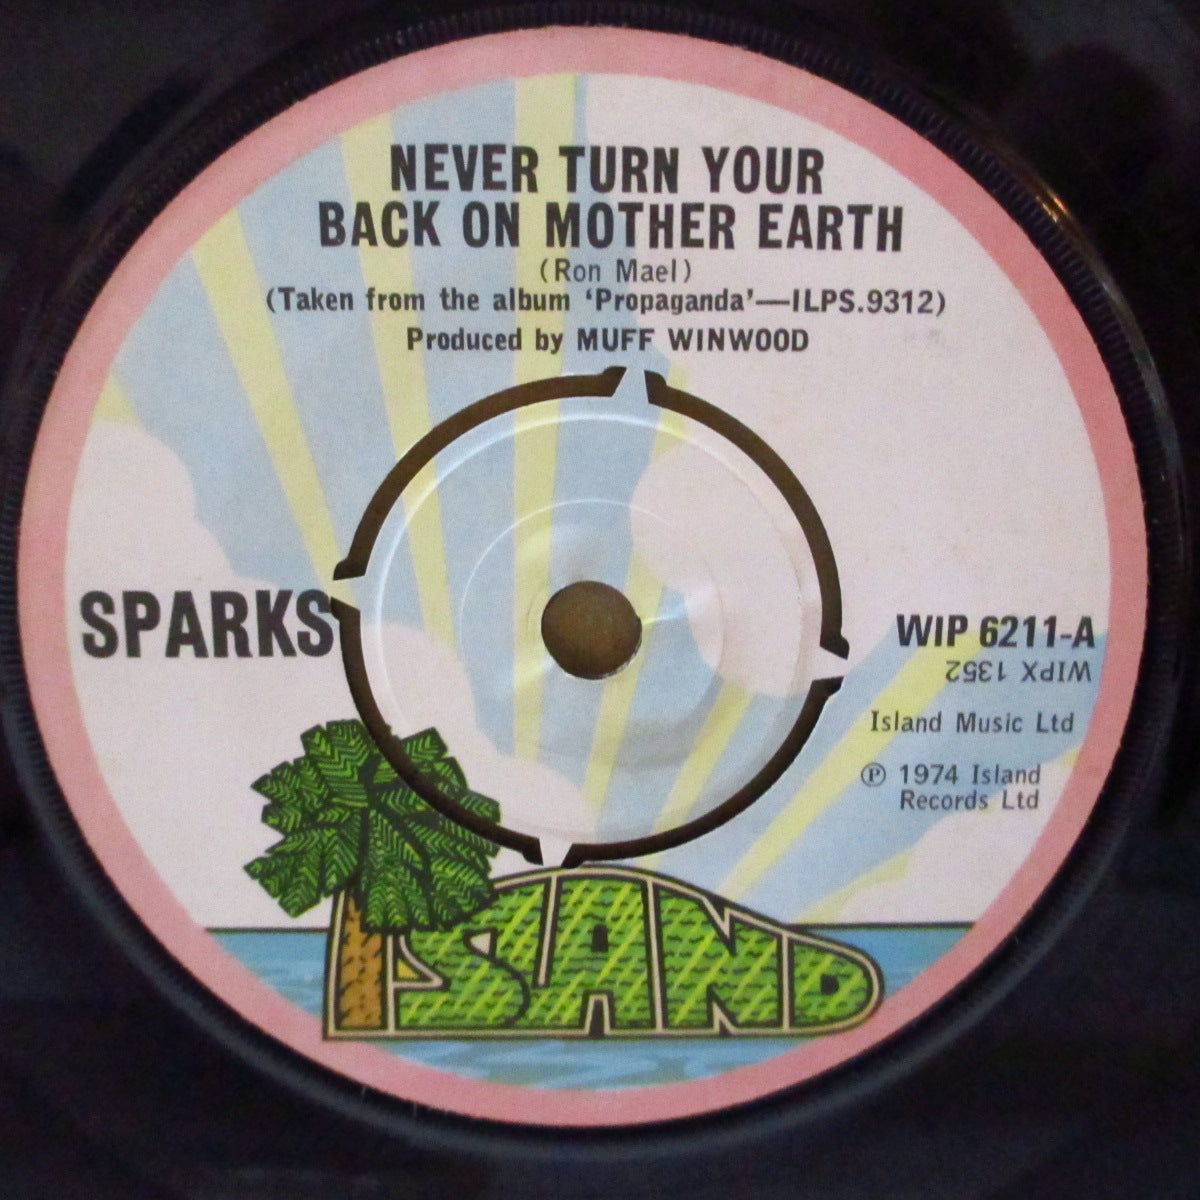 NEVER TURN YOUR
BACK ON MOTHER EARTH
(Ron Mael)
(Taken from the album ‘Propaganda’—ILPS.9312)
Produced by MUFF WINWOOD
SPARKS
WIP 6211-A
WIPX 1352
Island Music Ltd
Ⓟ 1974 Island
Records Ltd
ISLAND